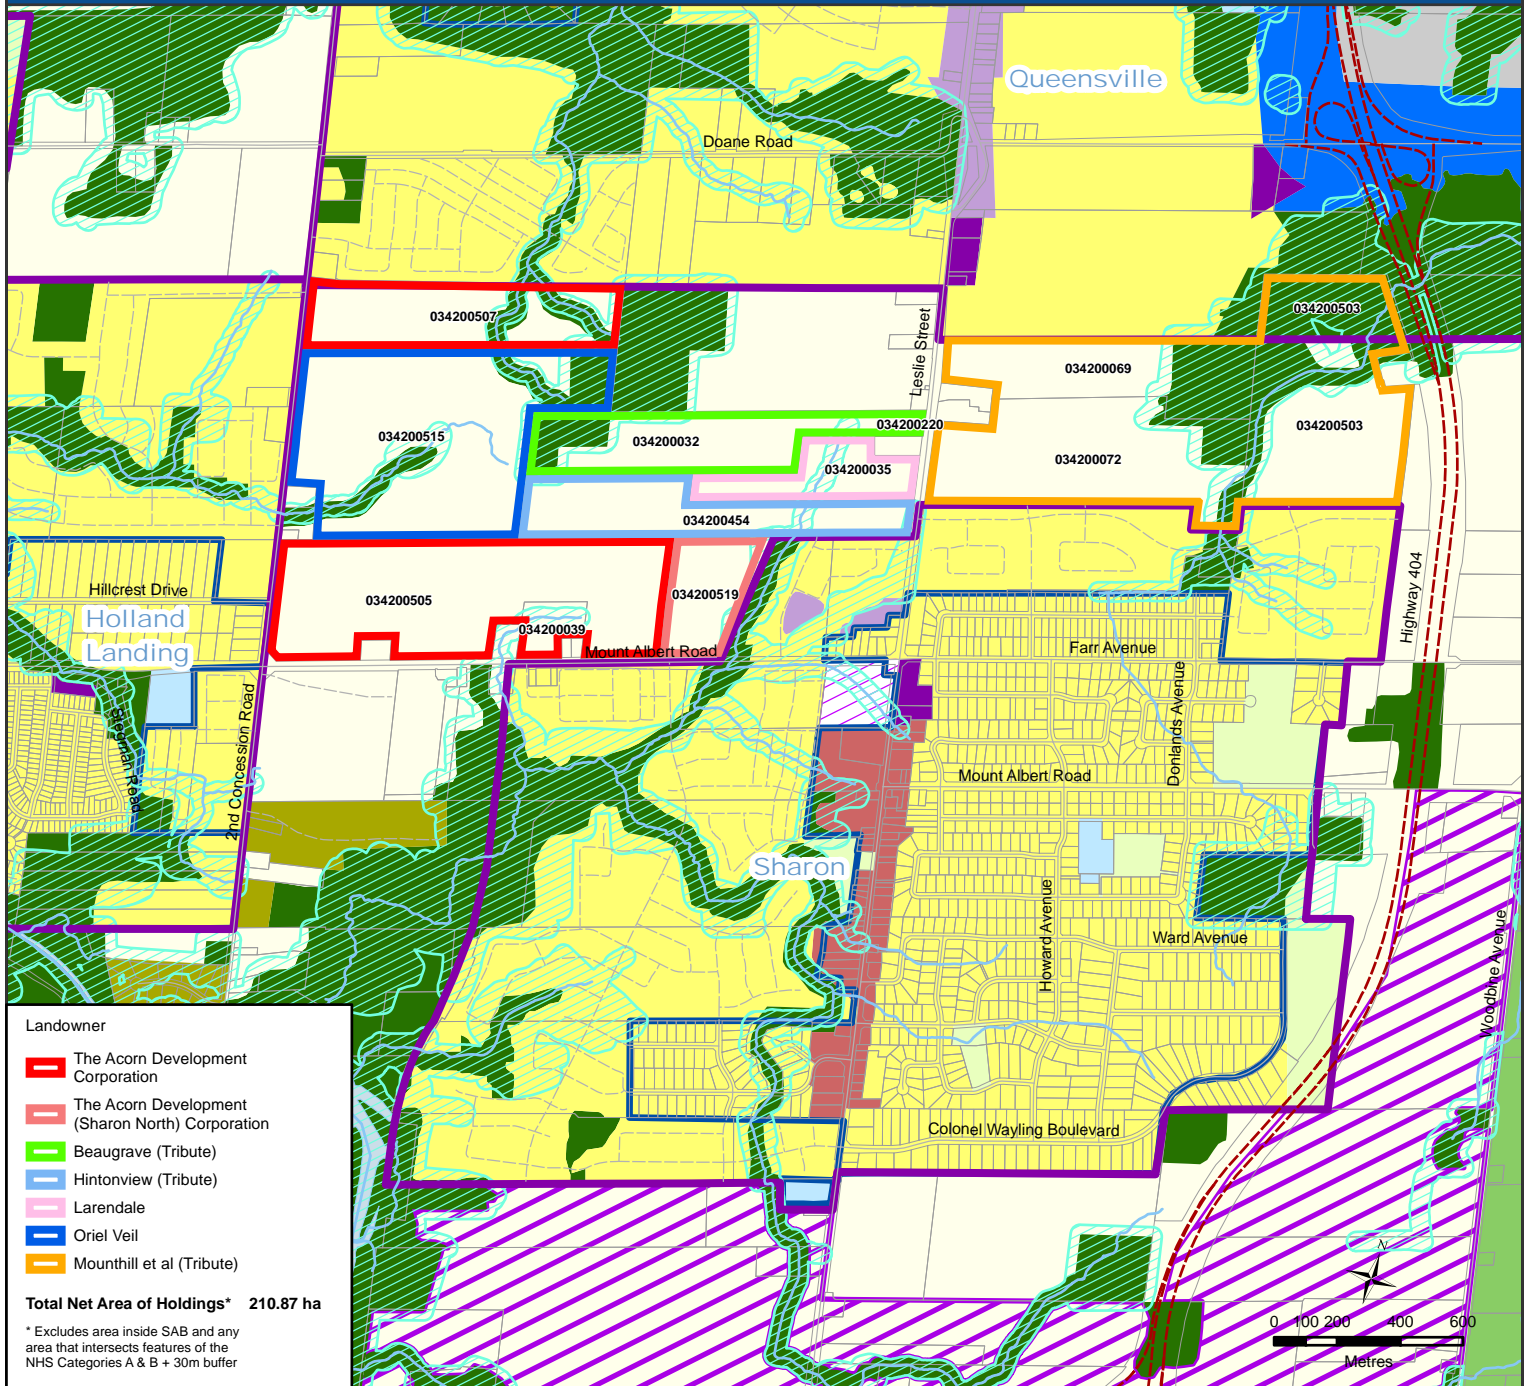 Queensville
Doane Road
034200507
034200503
Leslie Street
034200069
034200220
034200503
034200515
034200032
034200035
034200072
034200454
Hillcrest Drive
Holland
Landing
034200505
034200519
034200039
Mount Albert Road
Farr Avenue
Highway 404
Stegman Road
2nd Concession Road
Donlands Avenue
Mount Albert Road
Sharon
Howard Avenue
Ward Avenue
Woodbine Avenue
Colonel Wayling Boulevard
Landowner
The Acorn Development
Corporation
The Acorn Development
(Sharon North) Corporation
Beaugrave (Tribute)
Hintonview (Tribute)
Larendale
Oriel Veil
Mounthill et al (Tribute)
Total Net Area of Holdings* 210.87 ha
* Excludes area inside SAB and any
area that intersects features of the
NHS Categories A & B + 30m buffer
N
0 100 200 400 600
Metres